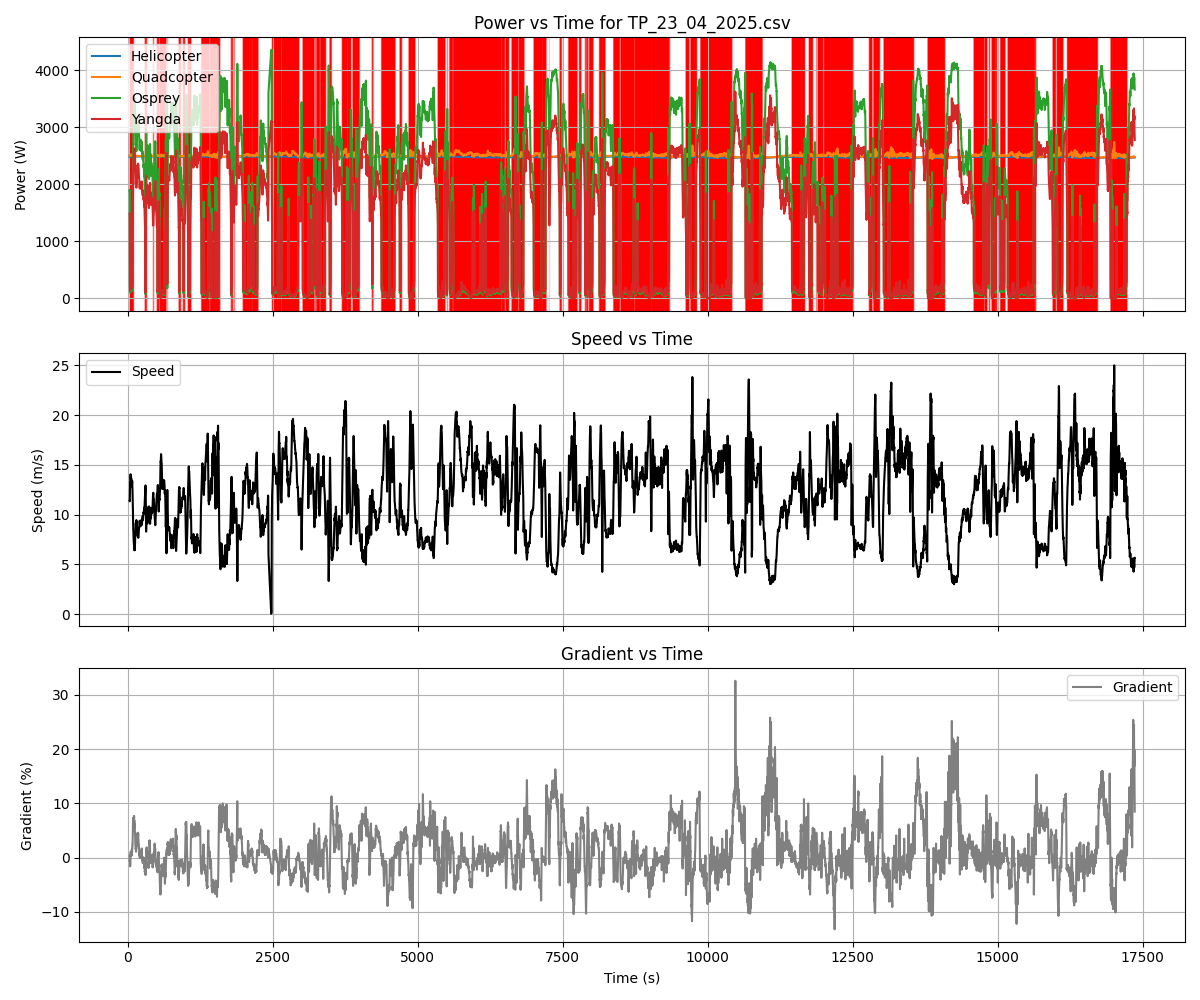 Power vs Time for TP_23_04_2025.csv
Helicopter
Quadcopter
Osprey
Yangda
Power (W)
4000
3000
2000
1000
0
Speed vs Time
Speed
Speed (m/s)
25
20
15
10
5
0
Gradient vs Time
Gradient
Gradient (%)
30
20
10
0
−10
0 2500 5000 7500 10000 12500 15000 17500
Time (s)